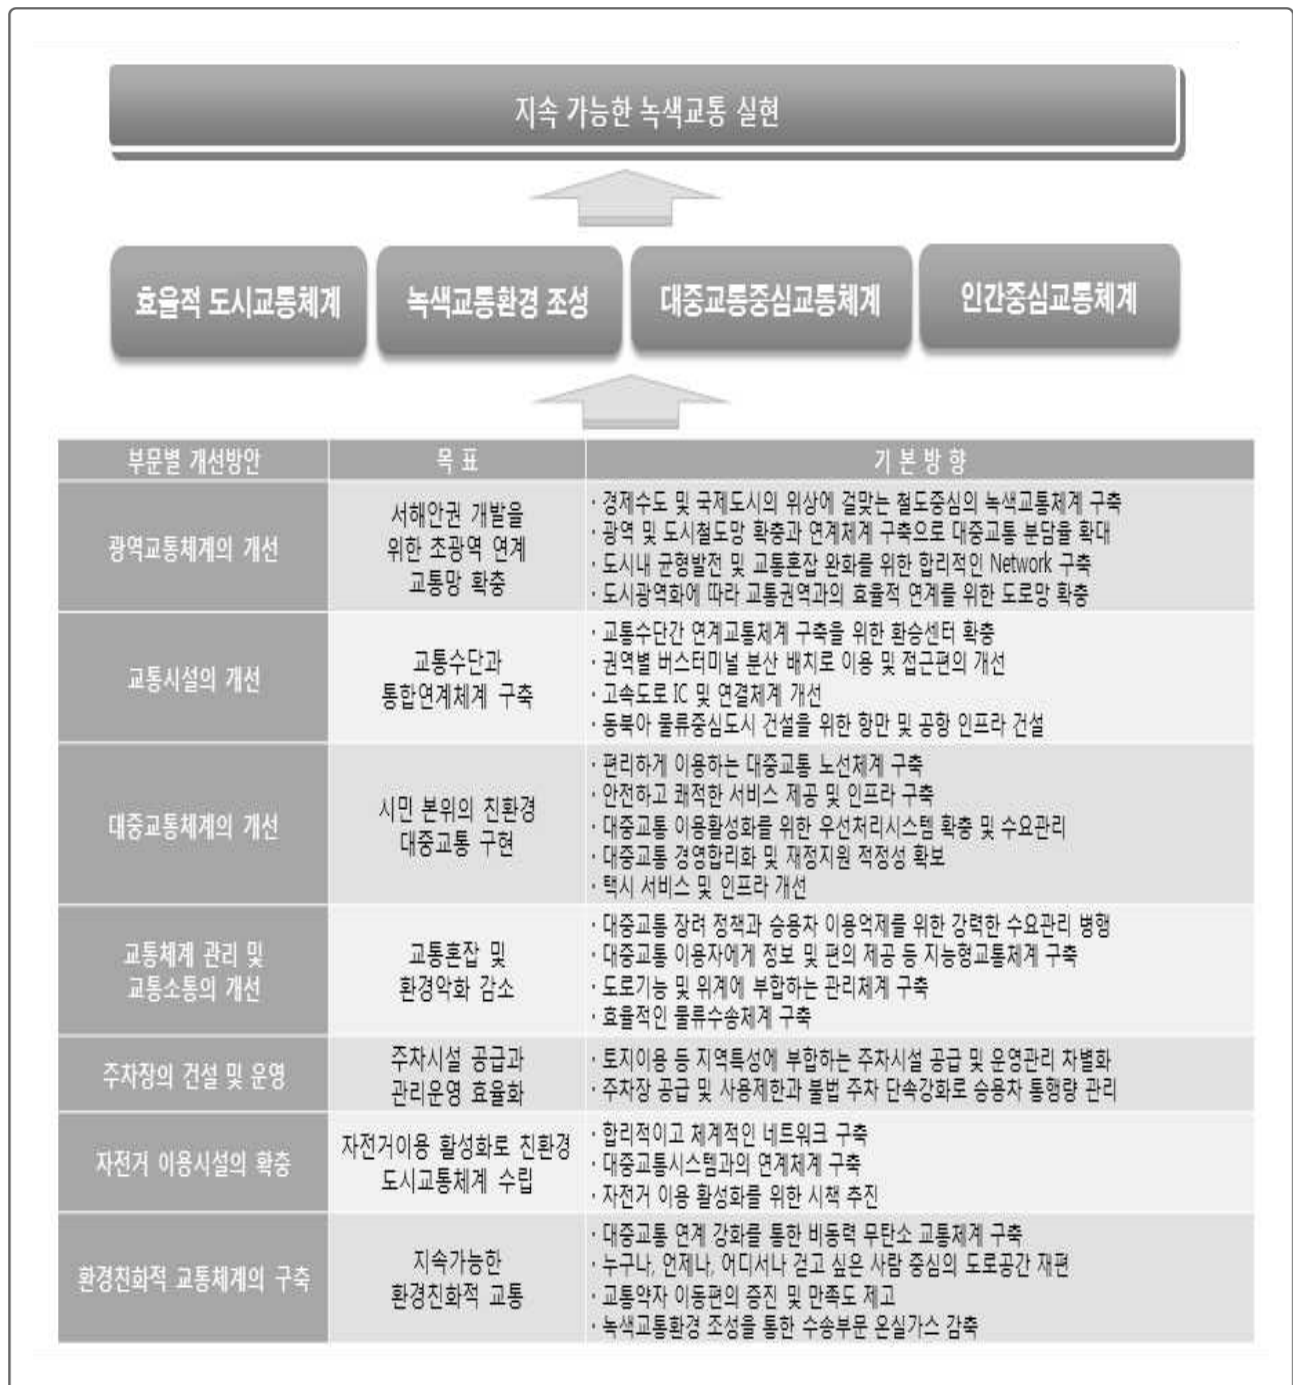 지속 가능한 녹색교통 실현
효율적 도시교통체계
녹색교통환경 조성
대중교통중심교통체계
인간중심교통체계
부문별 개선방안
목 표
기 본 방 향
광역교통체계의 개선
서해안권 개발을
위한 초광역 연계
교통망 확충
· 경제수도 및 국제도시의 위상에 걸맞는 철도중심의 녹색교통체계 구축
· 광역 및 도시철도망 확충과 연계체계 구축으로 대중교통 분담율 확대
· 도시내 균형발전 및 교통혼잡 완화를 위한 합리적인 Network 구축
· 도시광역화에 따라 교통권역과의 효율적 연계를 위한 도로망 확충
교통시설의 개선
교통수단과
통합연계체계 구축
· 교통수단간 연계교통체계 구축을 위한 환승센터 확충
· 권역별 버스터미널 분산 배치로 이용 및 접근편의 개선
· 고속도로 IC 및 연결체계 개선
· 동북아 물류중심도시 건설을 위한 항만 및 공항 인프라 건설
대중교통체계의 개선
시민 본위의 친환경
대중교통 구현
· 편리하게 이용하는 대중교통 노선체계 구축
· 안전하고 쾌적한 서비스 제공 및 인프라 구축
· 대중교통 이용활성화를 위한 우선처리시스템 확충 및 수요관리
· 대중교통 경영합리화 및 재정지원 적정성 확보
· 택시 서비스 및 인프라 개선
교통체계 관리 및
교통소통의 개선
교통혼잡 및
환경악화 감소
· 대중교통 장려 정책과 승용차 이용억제를 위한 강력한 수요관리 병행
· 대중교통 이용자에게 정보 및 편의 제공 등 지능형교통체계 구축
· 도로기능 및 위계에 부합하는 관리체계 구축
· 효율적인 물류수송체계 구축
주차장의 건설 및 운영
주차시설 공급과
관리운영 효율화
· 토지이용 등 지역특성에 부합하는 주차시설 공급 및 운영관리 차별화
· 주차장 공급 및 사용제한과 불법 주차 단속강화로 승용차 통행량 관리
자전거 이용시설의 확충
자전거이용 활성화로 친환경
도시교통체계 수립
· 합리적이고 체계적인 네트워크 구축
· 대중교통시스템과의 연계체계 구축
· 자전거 이용 활성화를 위한 시책 추진
환경친화적 교통체계의 구축
지속가능한
환경친화적 교통
· 대중교통 연계 강화를 통한 비동력 무탄소 교통체계 구축
· 누구나, 언제나, 어디서나 걷고 싶은 사람 중심의 도로공간 재편
· 교통약자 이동편의 증진 및 만족도 제고
· 녹색교통환경 조성을 통한 수송부문 온실가스 감축